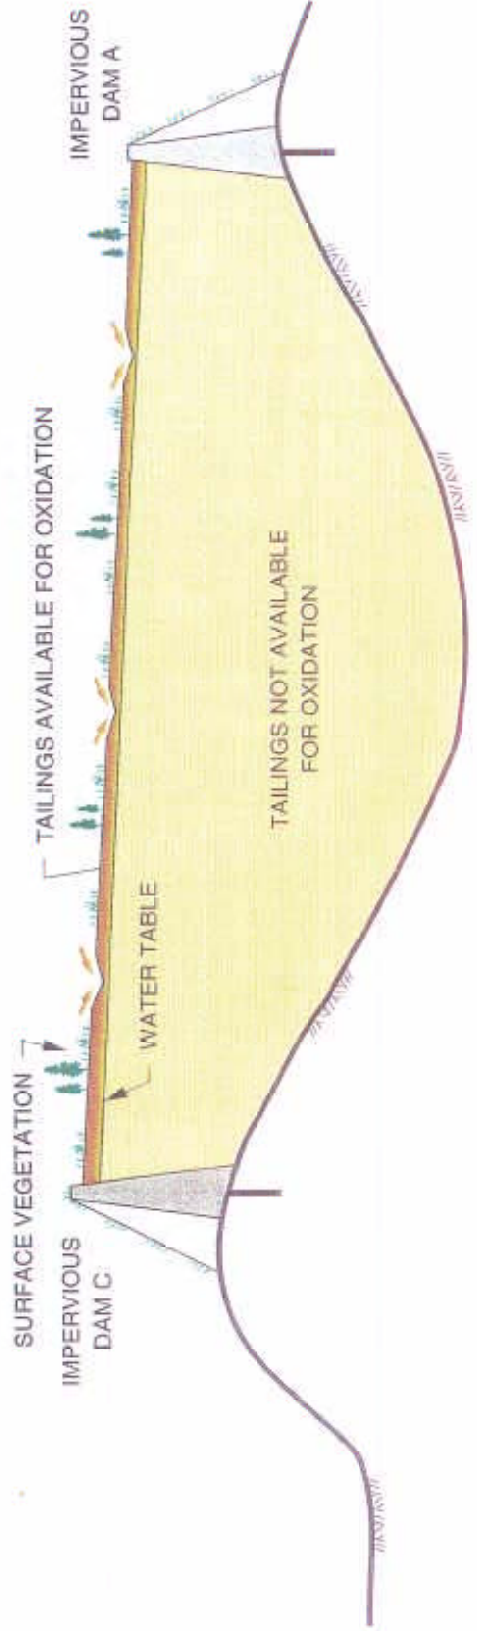 SURFACE VEGETATION
IMPERVIOUS
DAM C
WATER TABLE
TAILINGS AVAILABLE FOR OXIDATION
TAILINGS NOT AVAILABLE
FOR OXIDATION
IMPERVIOUS
DAM A